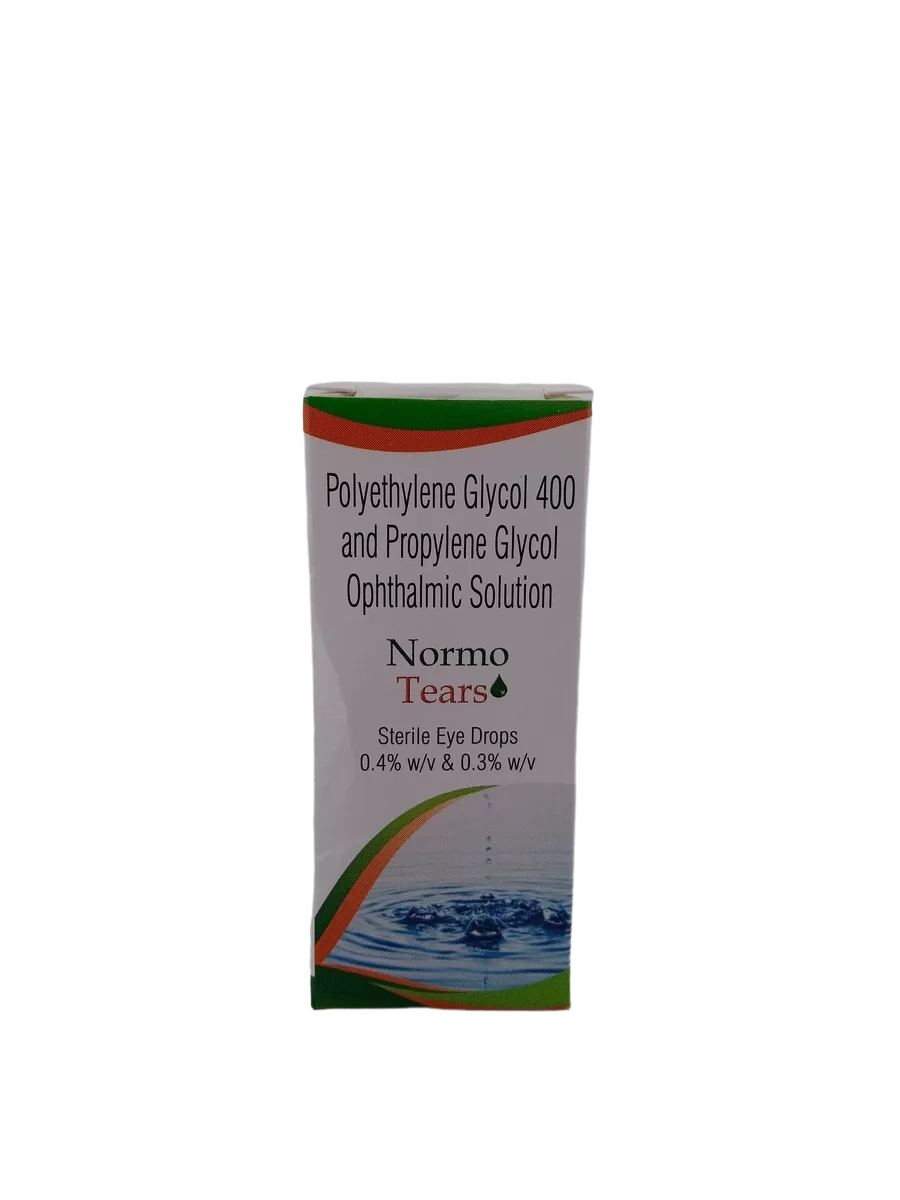 Polyethylene Glycol 400
and Propylene Glycol
Ophthalmic Solution
Normo
Tears
Sterile Eye Drops
0.4% w/v & 0.3% w/v